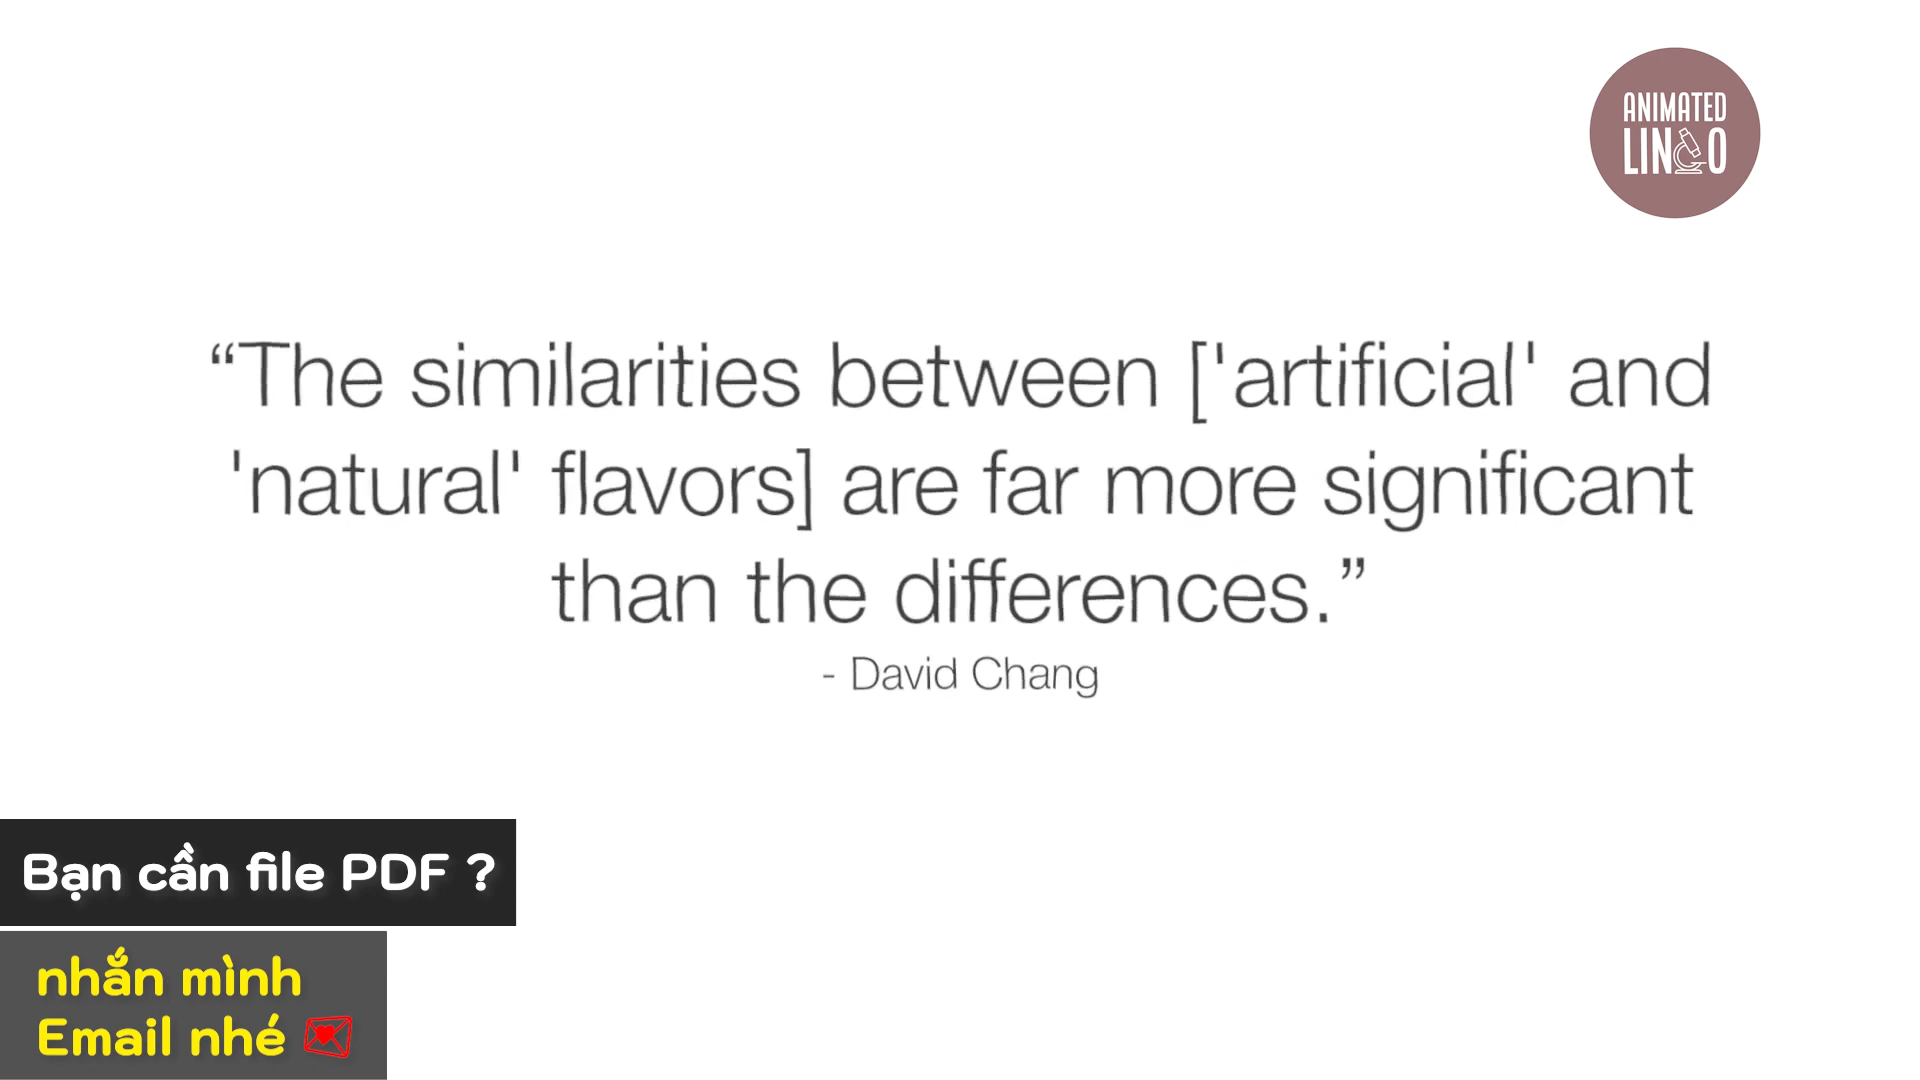 ANIMATED
LINGO
“The similarities between ['artificial' and
'natural' flavors] are far more significant
than the differences.”
- David Chang
Bạn cần file PDF ?
nhắn mình
Email nhé